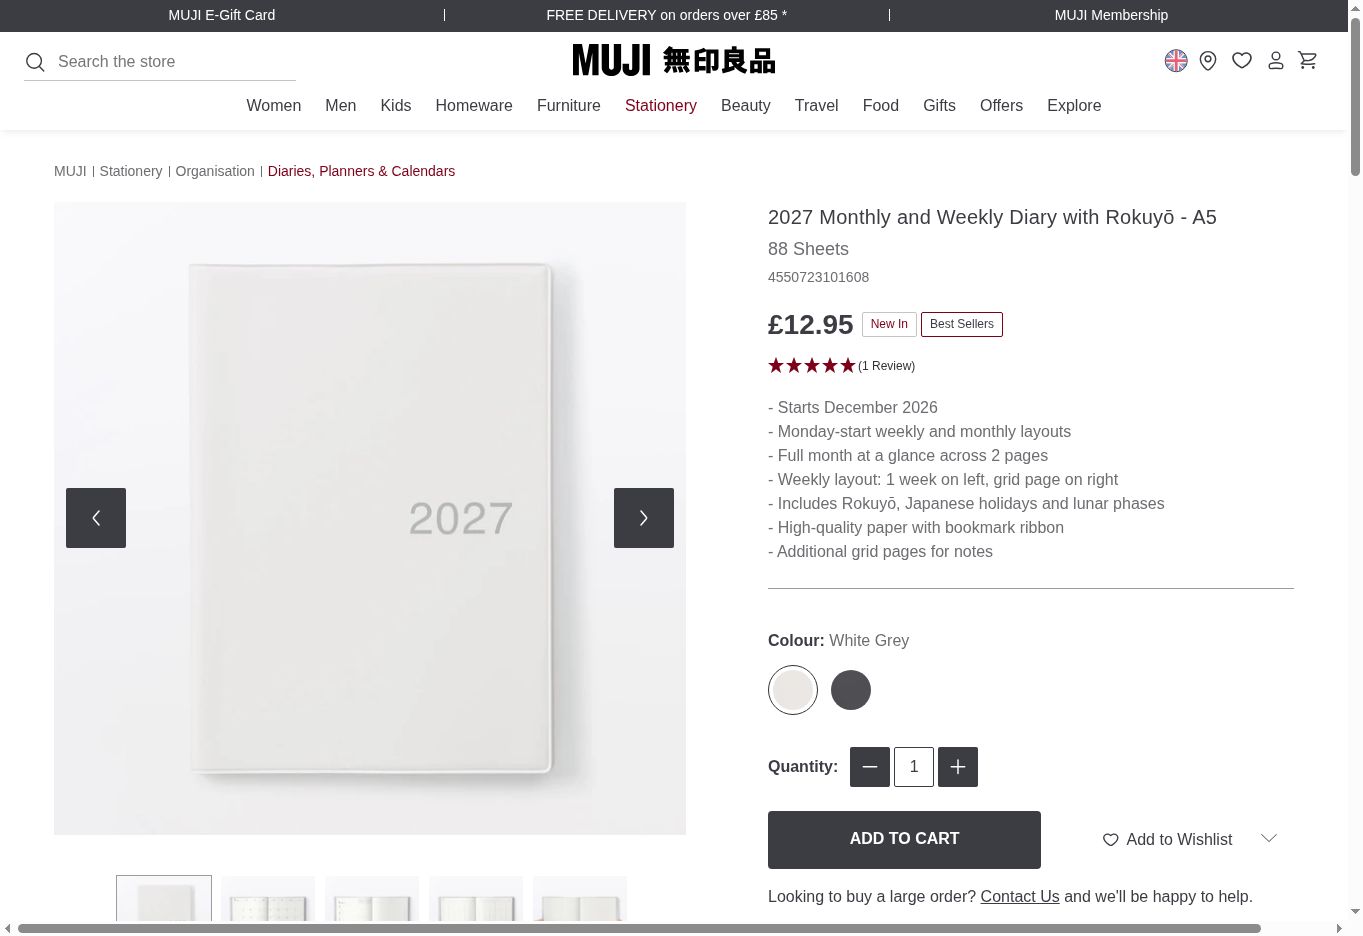 MUJI E-Gift Card
FREE DELIVERY on orders over £85 *
MUJI Membership
Search the store
MUJI 無印良品
Women
Men
Kids
Homeware
Furniture
Stationery
Beauty
Travel
Food
Gifts
Offers
Explore
MUJI
Stationery
Organisation
Diaries, Planners & Calendars
2027
2027 Monthly and Weekly Diary with Rokuyō - A5
88 Sheets
4550723101608
£12.95
New In
Best Sellers
(1 Review)
- Starts December 2026
- Monday-start weekly and monthly layouts
- Full month at a glance across 2 pages
- Weekly layout: 1 week on left, grid page on right
- Includes Rokuyō, Japanese holidays and lunar phases
- High-quality paper with bookmark ribbon
- Additional grid pages for notes
Colour: White Grey
Quantity:
1
ADD TO CART
Add to Wishlist
Looking to buy a large order? Contact Us and we'll be happy to help.